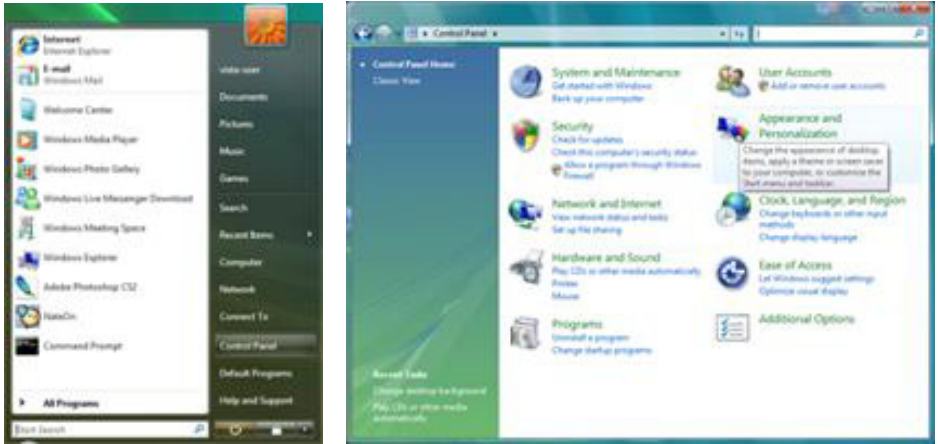 Internet
Internet Explorer
E-mail
Windows Mail
Welcome Center
Windows Media Player
Windows Photo Gallery
Windows Live Messenger Download
Windows Meeting Space
Windows Explorer
Adobe Photoshop CS2
NateOn
Command Prompt
All Programs
Start Search
vista user
Documents
Pictures
Music
Games
Search
Recent Items
Computer
Network
Connect To
Control Panel
Default Programs
Help and Support
Control Panel
Control Panel Home
Classic View
System and Maintenance
Get started with Windows
Back up your computer
Security
Check for updates
Check this computer's security status
Allow a program through Windows
Firewall
Network and Internet
View network status and tasks
Set up file sharing
Hardware and Sound
Play CDs or other media automatically
Printer
Mouse
Programs
Uninstall a program
Change startup programs
User Accounts
Add or remove user accounts
Appearance and
Personalization
Change the appearance of desktop
items, apply a theme or screen saver
to your computer, or customize the
Start menu and taskbar.
Clock, Language, and Region
Change keyboards or other input
methods
Change display language
Ease of Access
Let Windows suggest settings
Optimize visual display
Additional Options
Recent Tasks
Change desktop background
Play CDs or other media
automatically